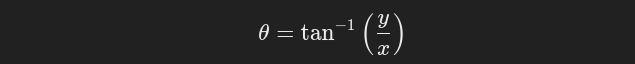 θ = tan⁻¹ (y/x)